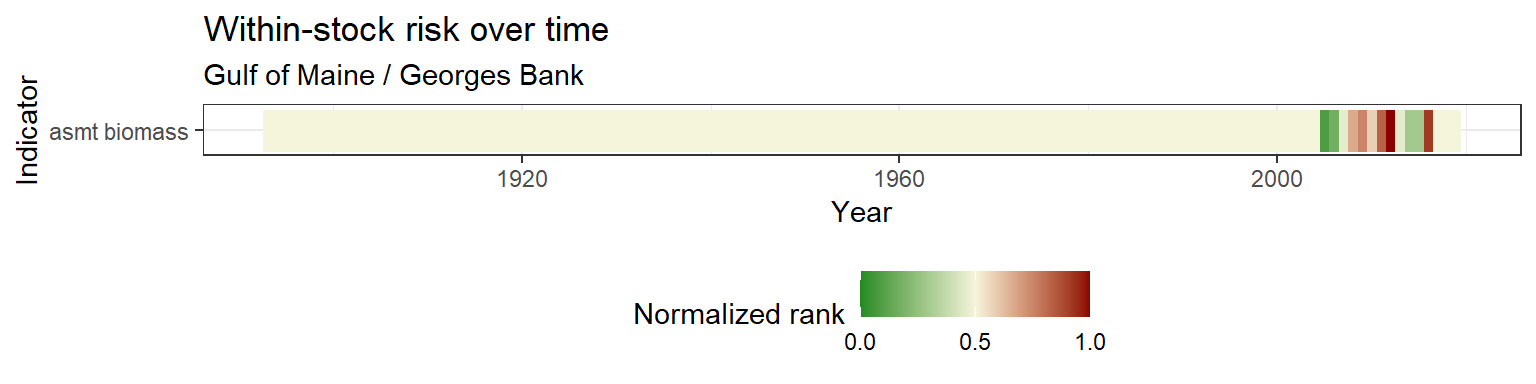 Within-stock risk over time
Gulf of Maine / Georges Bank
Indicator
asmt biomass
1920 1960 2000
Year
Normalized rank
0.0 0.5 1.0